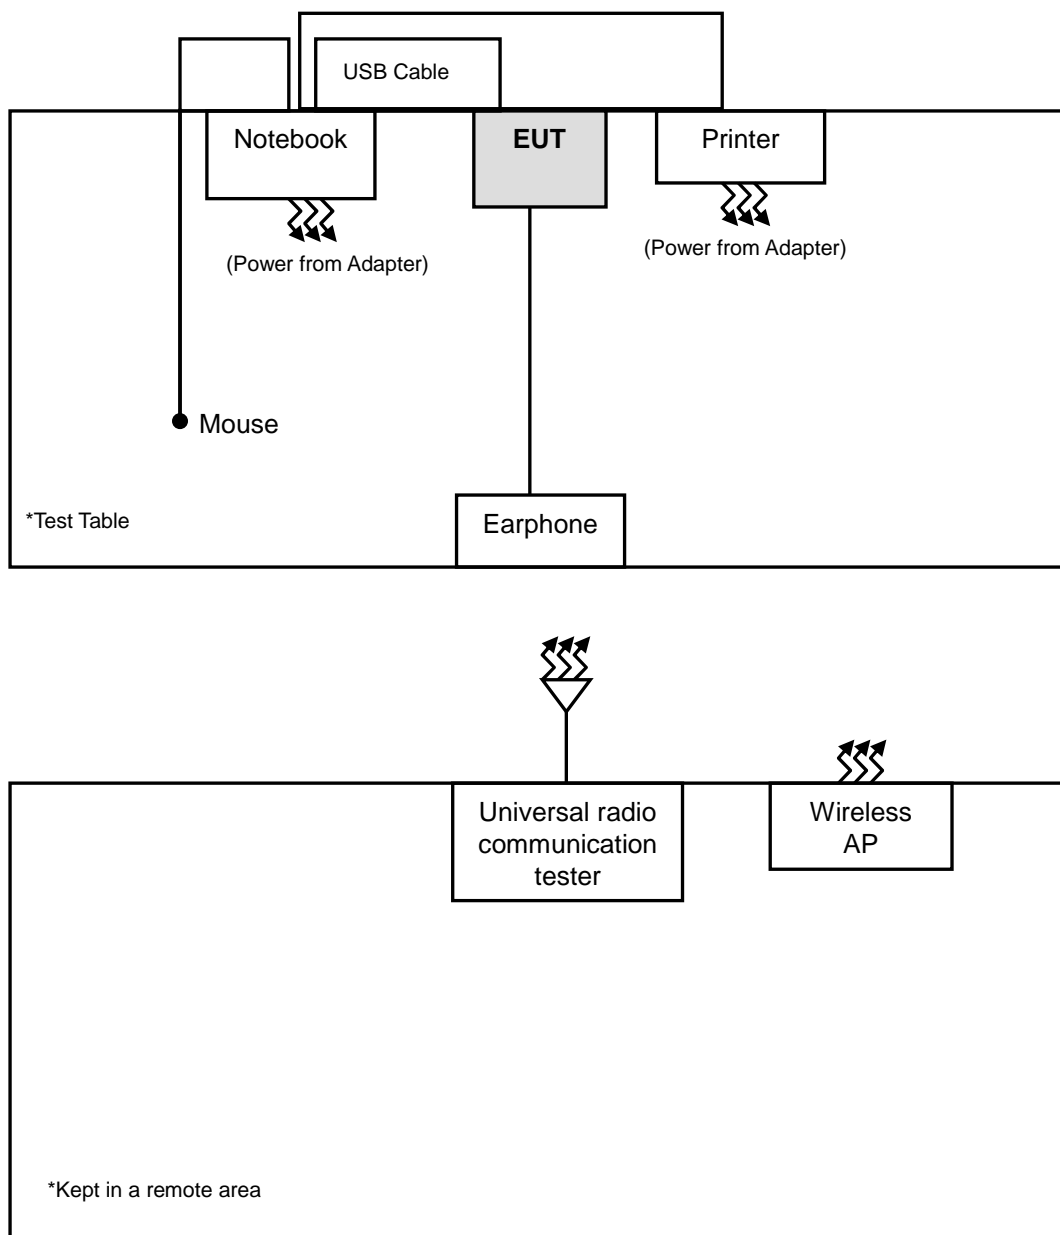 USB Cable
Notebook
EUT
Printer
(Power from Adapter)
(Power from Adapter)
Mouse
*Test Table
Earphone
Universal radio
communication
tester
Wireless
AP
*Kept in a remote area